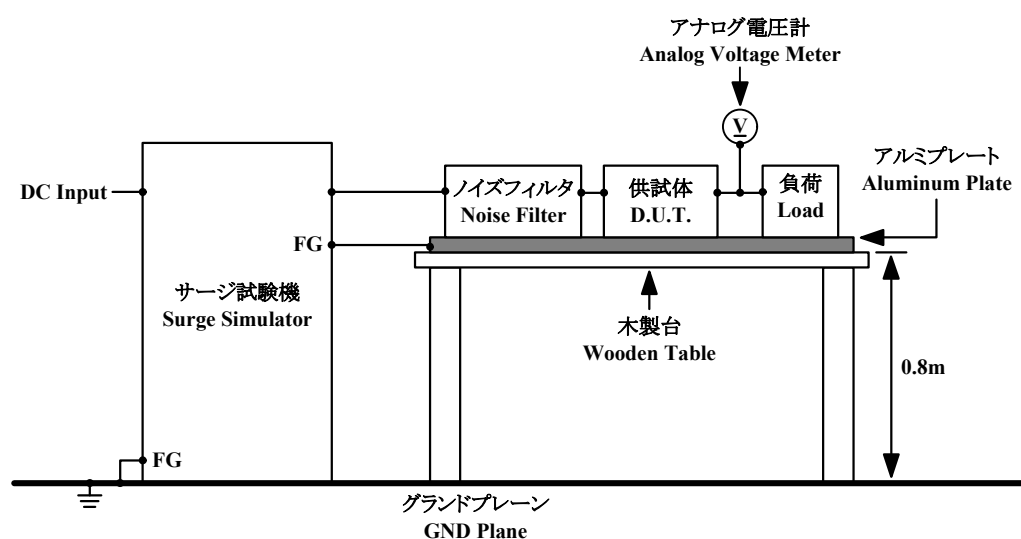 アナログ電圧計
Analog Voltage Meter
V
アルミプレート
Aluminum Plate
DC Input
ノイズフィルタ
Noise Filter
供試体
D.U.T.
負荷
Load
FG
サージ試験機
Surge Simulator
木製台
Wooden Table
0.8m
FG
グランドプレーン
GND Plane